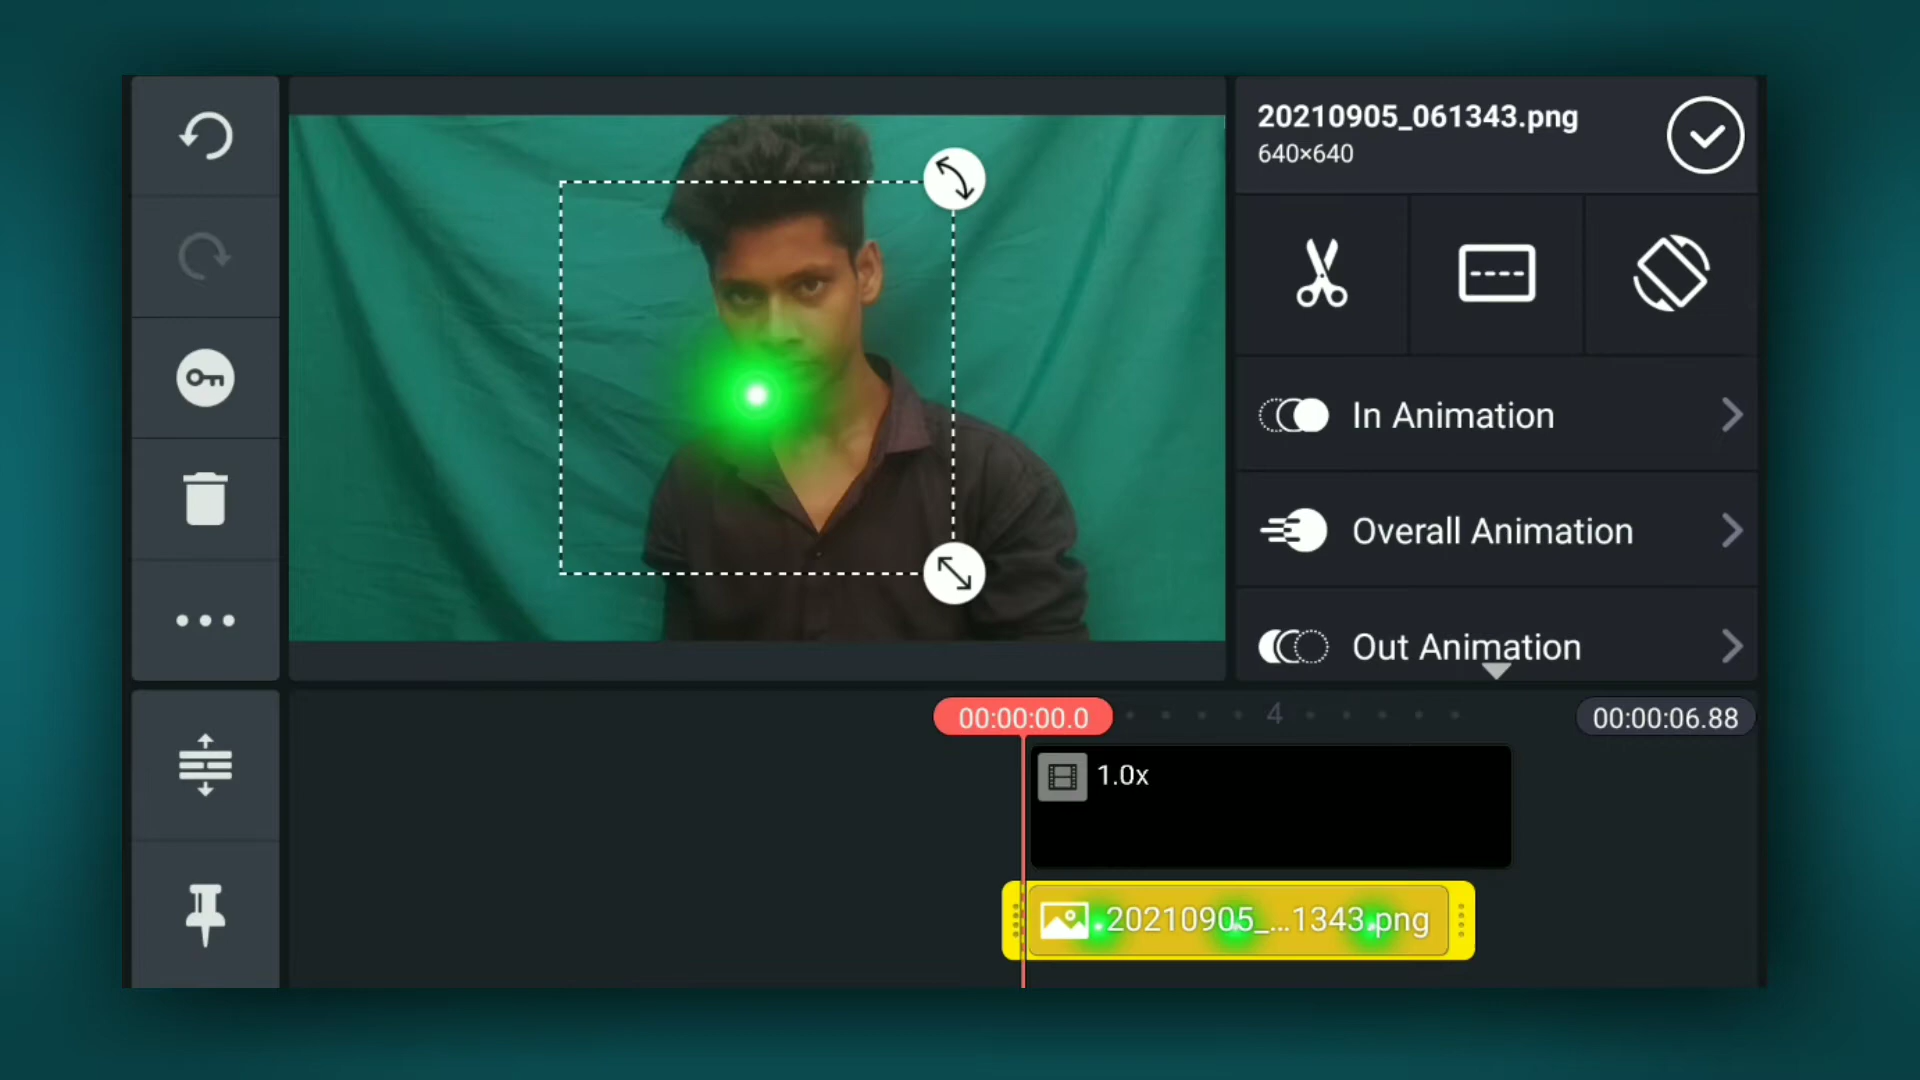 20210905_061343.png
640×640
In Animation
Overall Animation
Out Animation
00:00:00.0
4
00:00:06.88
1.0x
20210905_...1343.png